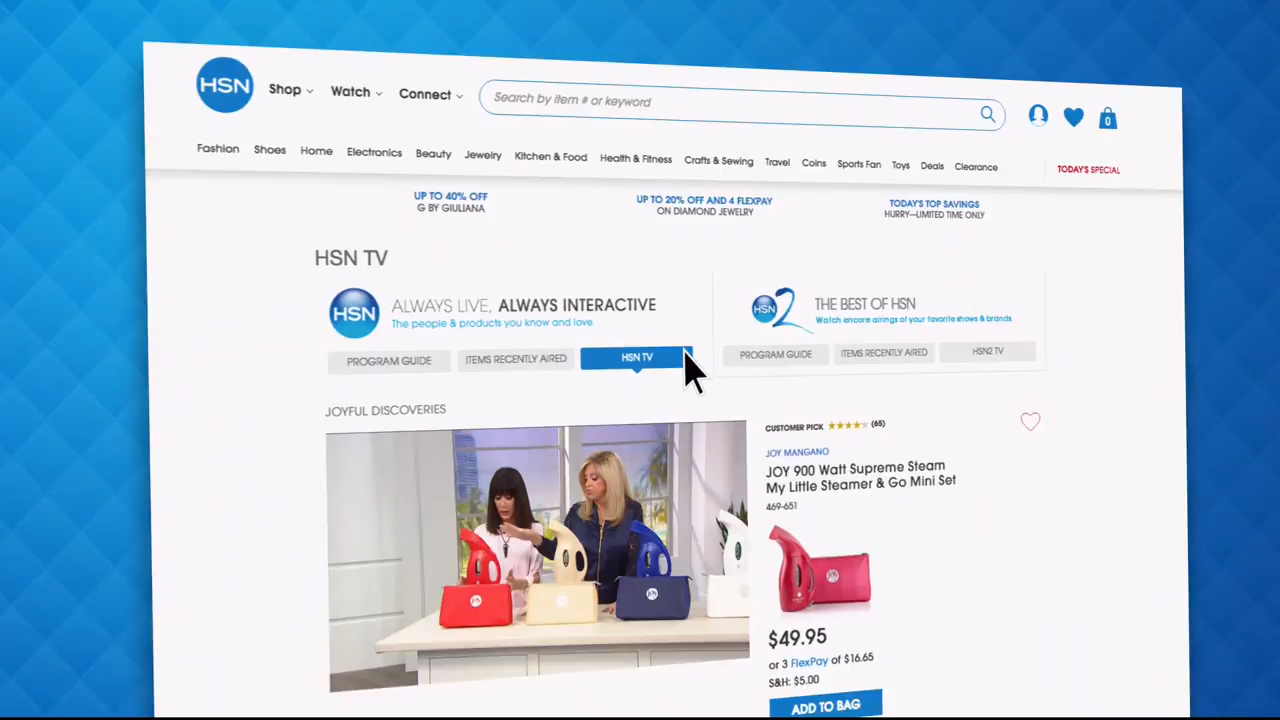 HSN
Shop
Watch
Connect
Search by item # or keyword
0
Fashion
Shoes
Home
Electronics
Beauty
Jewelry
Kitchen & Food
Health & Fitness
Crafts & Sewing
Travel
Coins
Sports Fan
Toys
Deals
Clearance
TODAY'S SPECIAL
UP TO 40% OFF
G BY GIULIANA
UP TO 20% OFF AND 4 FLEXPAY
ON DIAMOND JEWELRY
TODAY'S TOP SAVINGS
HURRY—LIMITED TIME ONLY
HSN TV
HSN
ALWAYS LIVE, ALWAYS INTERACTIVE
The people & products you know and love.
PROGRAM GUIDE
ITEMS RECENTLY AIRED
HSN TV
HSN 2
THE BEST OF HSN
Watch encore airings of your favorite shows & brands
PROGRAM GUIDE
ITEMS RECENTLY AIRED
HSN2 TV
JOYFUL DISCOVERIES
JOY
JOY
CUSTOMER PICK
(65)
JOY MANGANO
JOY 900 Watt Supreme Steam
My Little Steamer & Go Mini Set
469-651
JOY
$49.95
or 3 FlexPay of $16.65
S&H: $5.00
ADD TO BAG